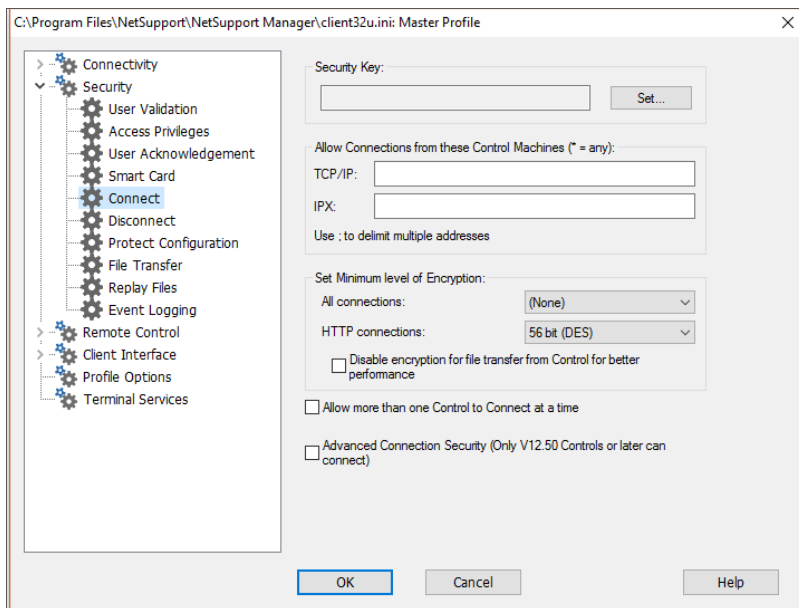 C:\Program Files\NetSupport\NetSupport Manager\client32u.ini: Master Profile
Connectivity
Security
User Validation
Access Privileges
User Acknowledgement
Smart Card
Connect
Disconnect
Protect Configuration
File Transfer
Replay Files
Event Logging
Remote Control
Client Interface
Profile Options
Terminal Services
Security Key:
Set...
Allow Connections from these Control Machines (* = any):
TCP/IP:
IPX:
Use ; to delimit multiple addresses
Set Minimum level of Encryption:
All connections: (None)
HTTP connections: 56 bit (DES)
Disable encryption for file transfer from Control for better
performance
Allow more than one Control to Connect at a time
Advanced Connection Security (Only V12.50 Controls or later can
connect)
OK Cancel Help